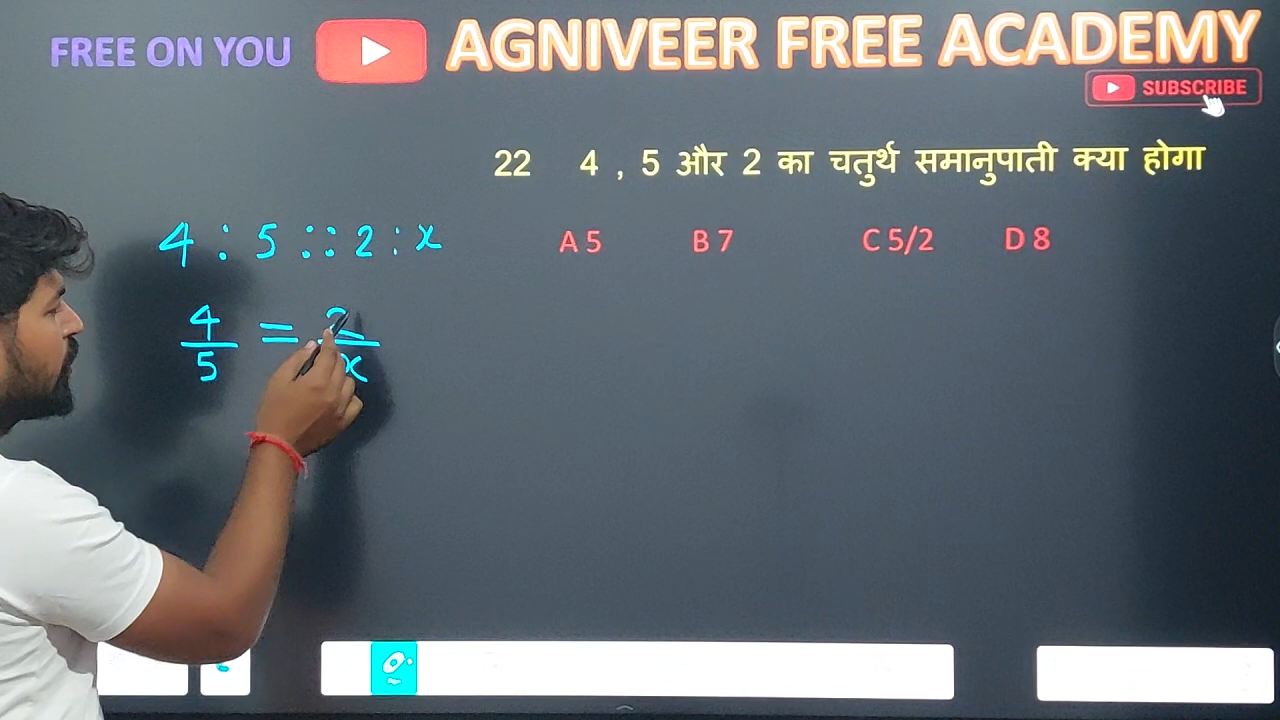 FREE ON YOU AGNIVEER FREE ACADEMY
SUBSCRIBE
22 4 , 5 और 2 का चतुर्थ समानुपाती क्या होगा
4 : 5 :: 2 : x
A 5 B 7 C 5/2 D 8
4/5 = 2/x